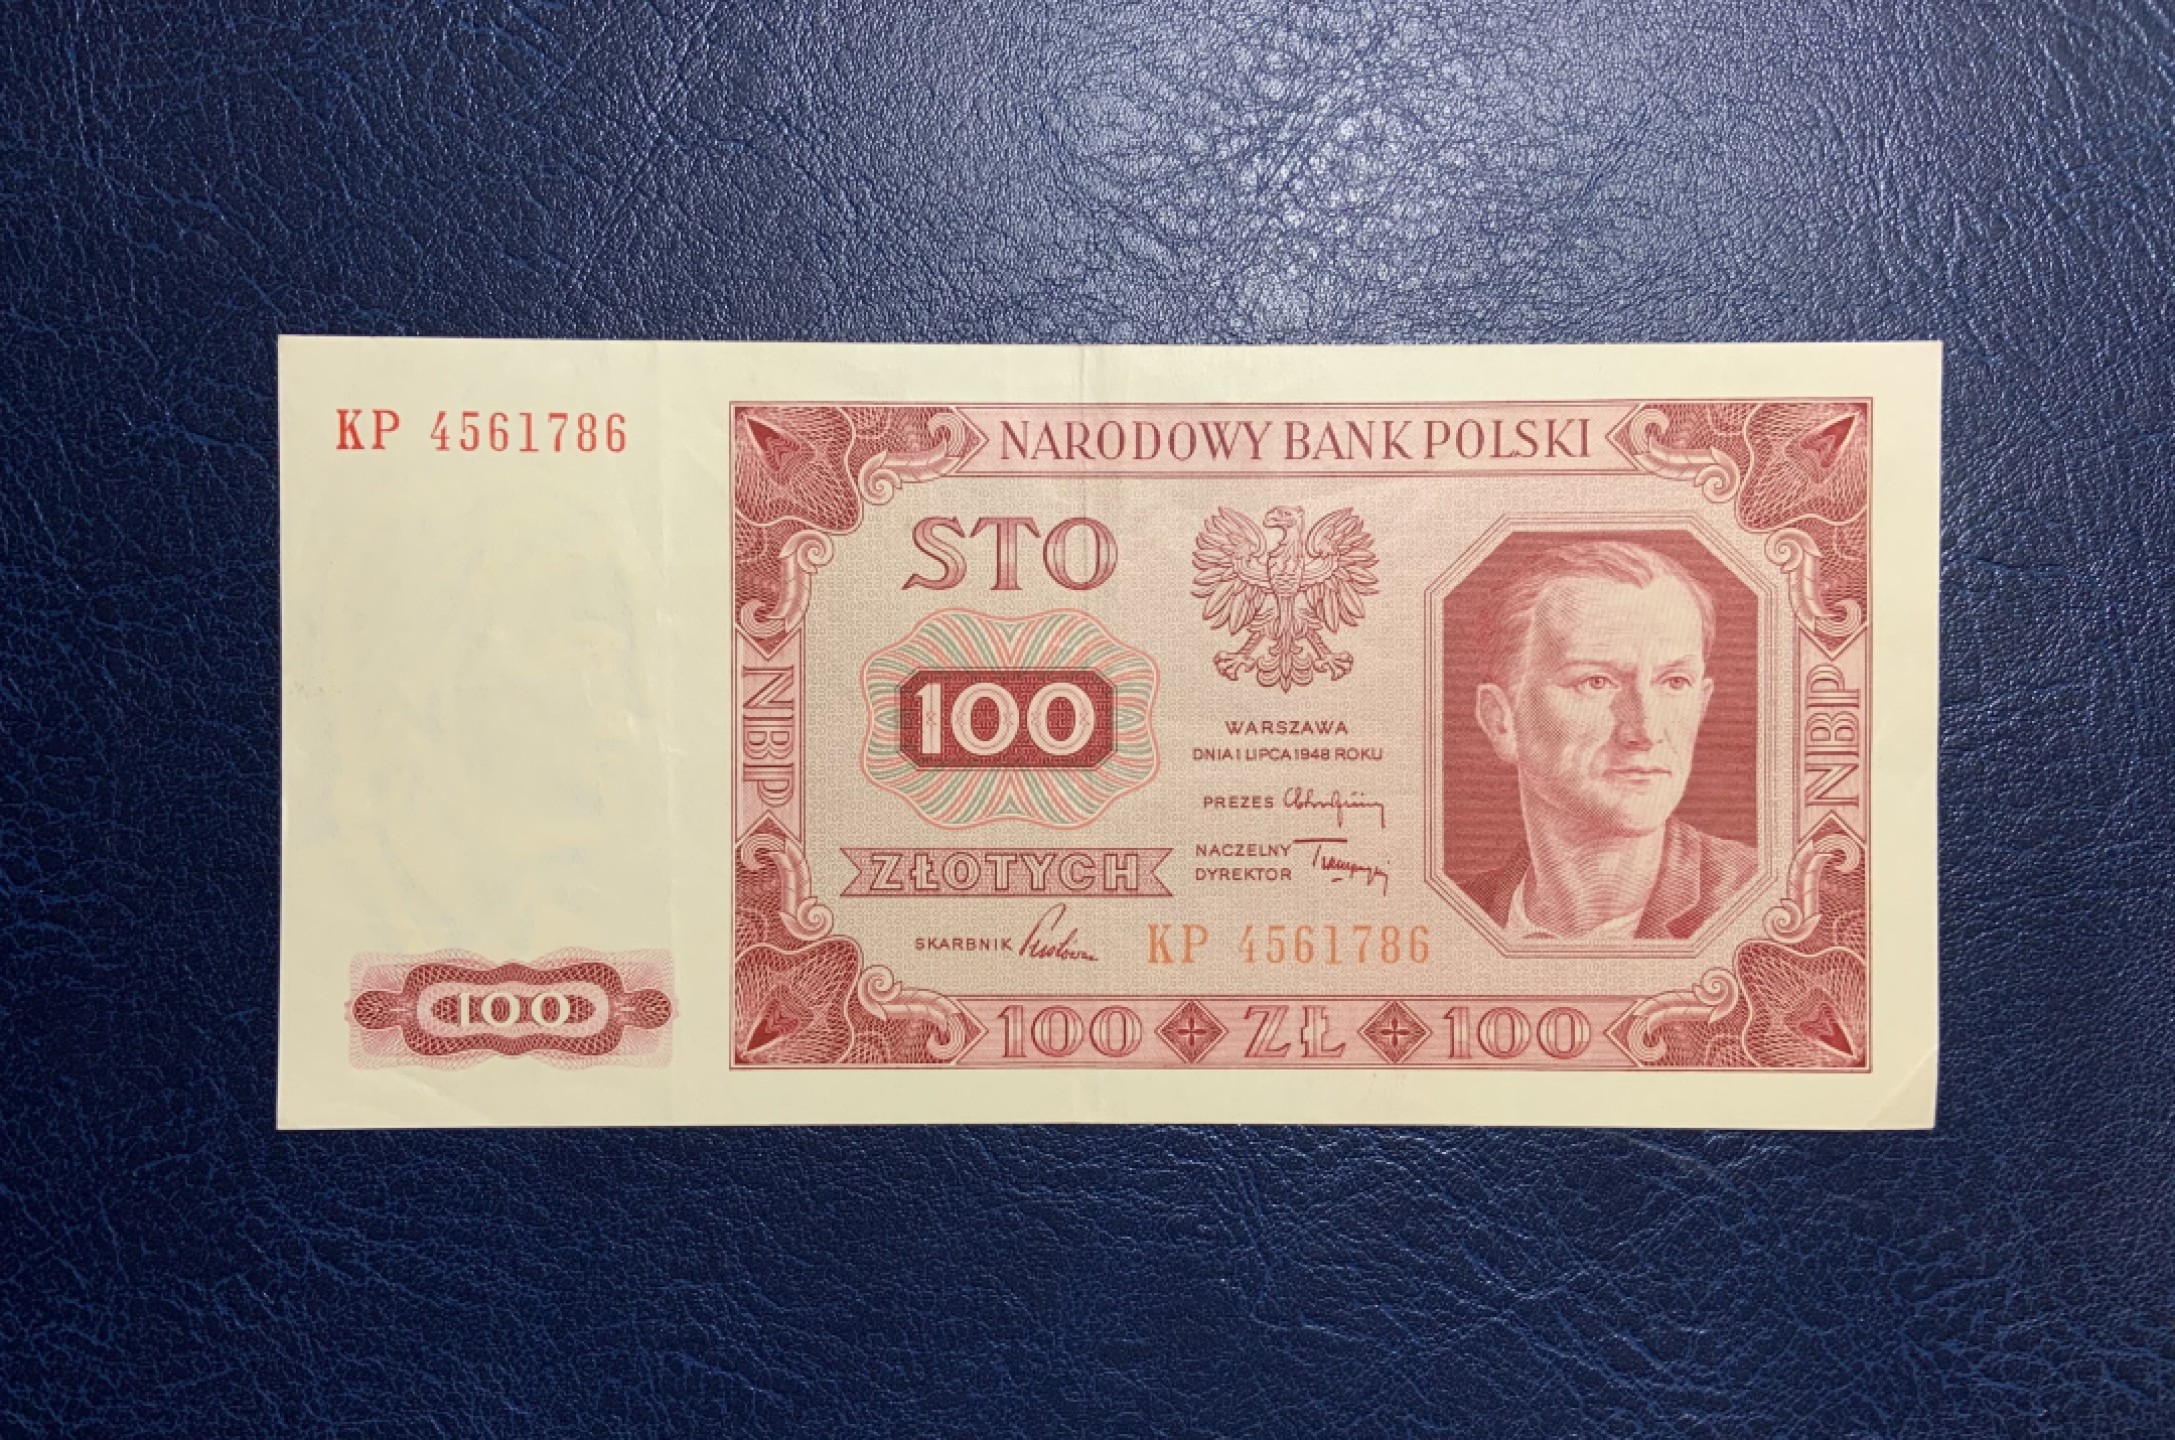 KP 4561786
NARODOWY BANK POLSKI
STO
100
WARSZAWA
DNIA 1 LIPCA 1948 ROKU
PREZES
NACZELNY
DYREKTOR
ZŁOTYCH
SKARBNIK
KP 4561786
NBP
NBP
100
100 ZŁ 100